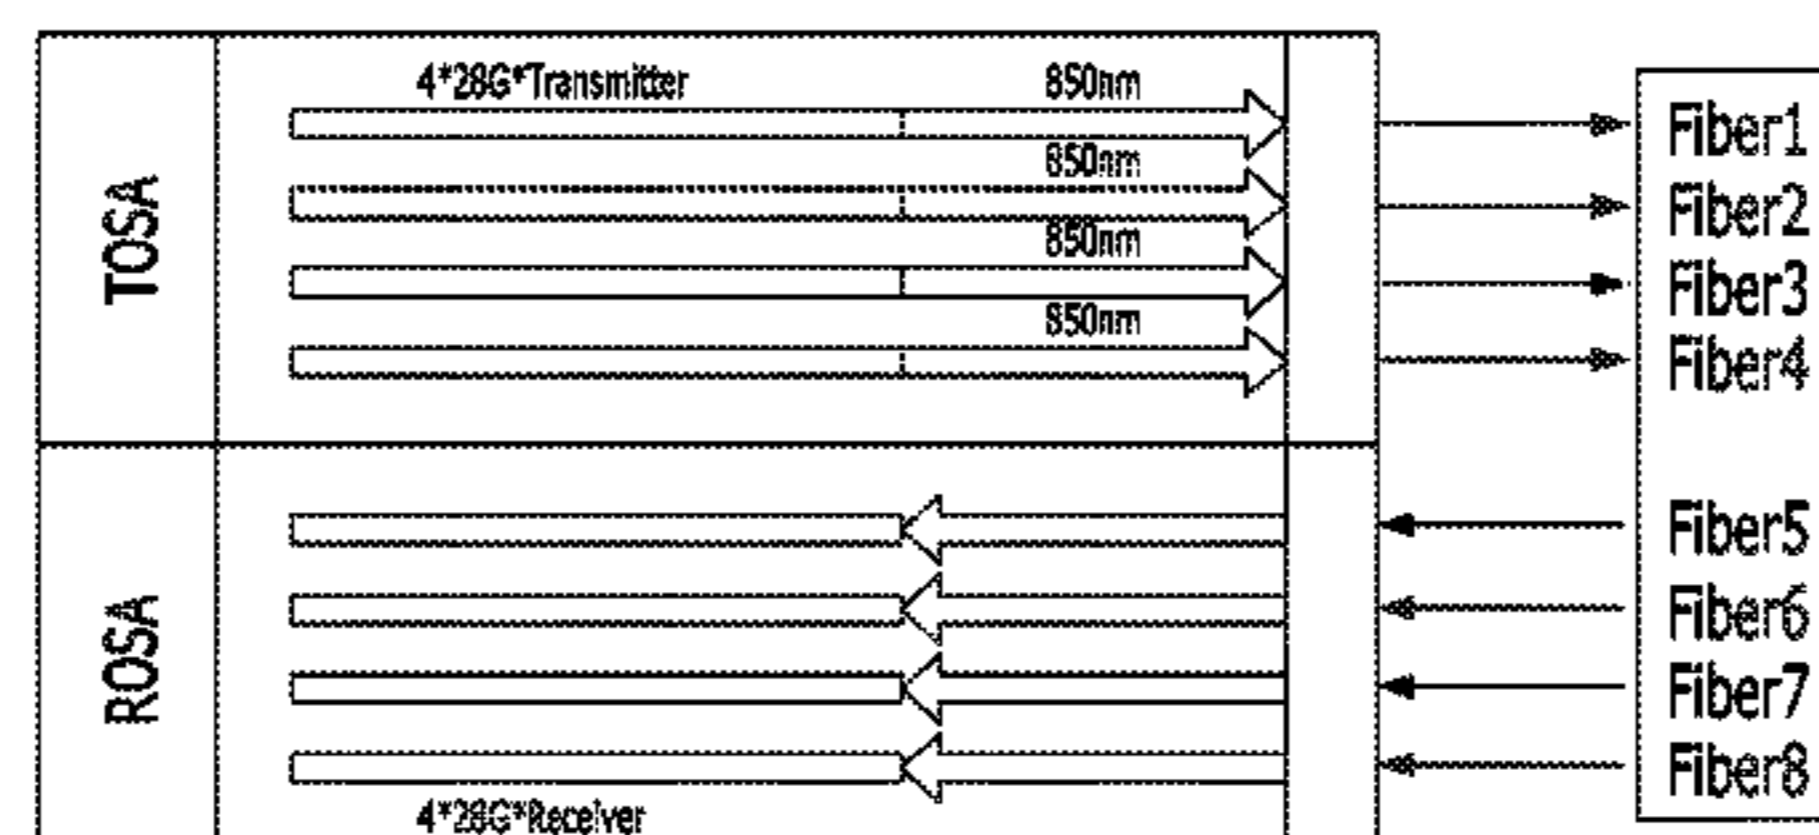 4*28G*Transmitter 850nm
850nm
850nm
850nm
TOSA
Fiber1
Fiber2
Fiber3
Fiber4
ROSA
Fiber5
Fiber6
Fiber7
Fiber8
4*28G*Receiver